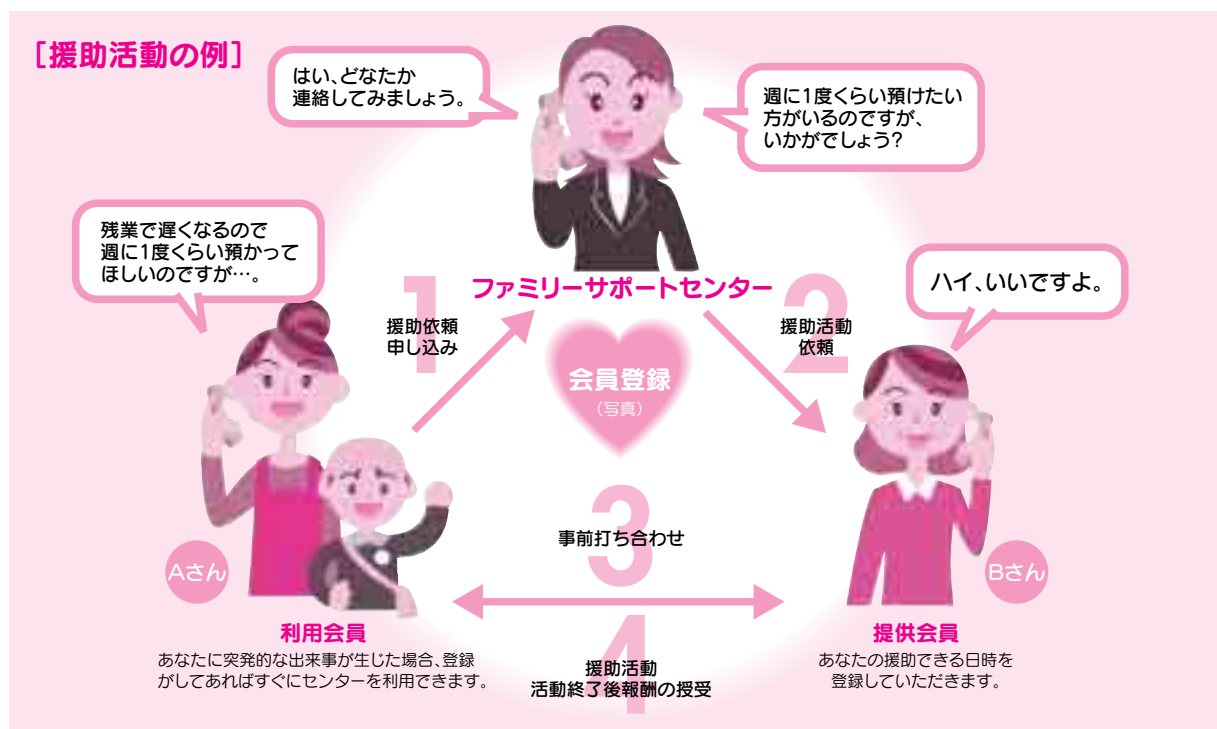 [援助活動の例]
はい、どなたか
連絡してみましょう。
週に1度くらい預けたい
方がいるのですが、
いかがでしょう?
残業で遅くなるので
週に1度くらい預かって
ほしいのですが…。
ハイ、いいですよ。
ファミリーサポートセンター
1
援助依頼
申し込み
2
援助活動
依頼
会員登録
(写真)
3
事前打ち合わせ
Aさん
Bさん
利用会員
あなたに突発的な出来事が生じた場合、登録
がしてあればすぐにセンターを利用できます。
4
援助活動
活動終了後報酬の授受
提供会員
あなたの援助できる日時を
登録していただきます。